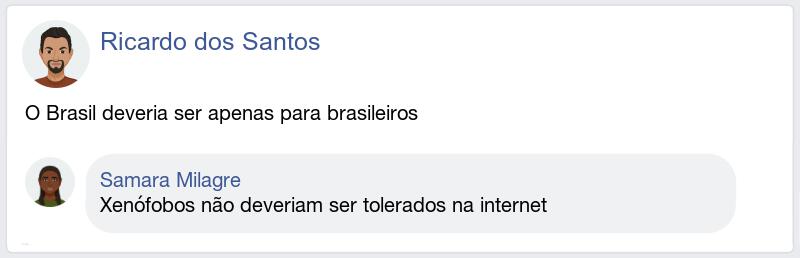 Ricardo dos Santos
O Brasil deveria ser apenas para brasileiros
Samara Milagre
Xenófobos não deveriam ser tolerados na internet